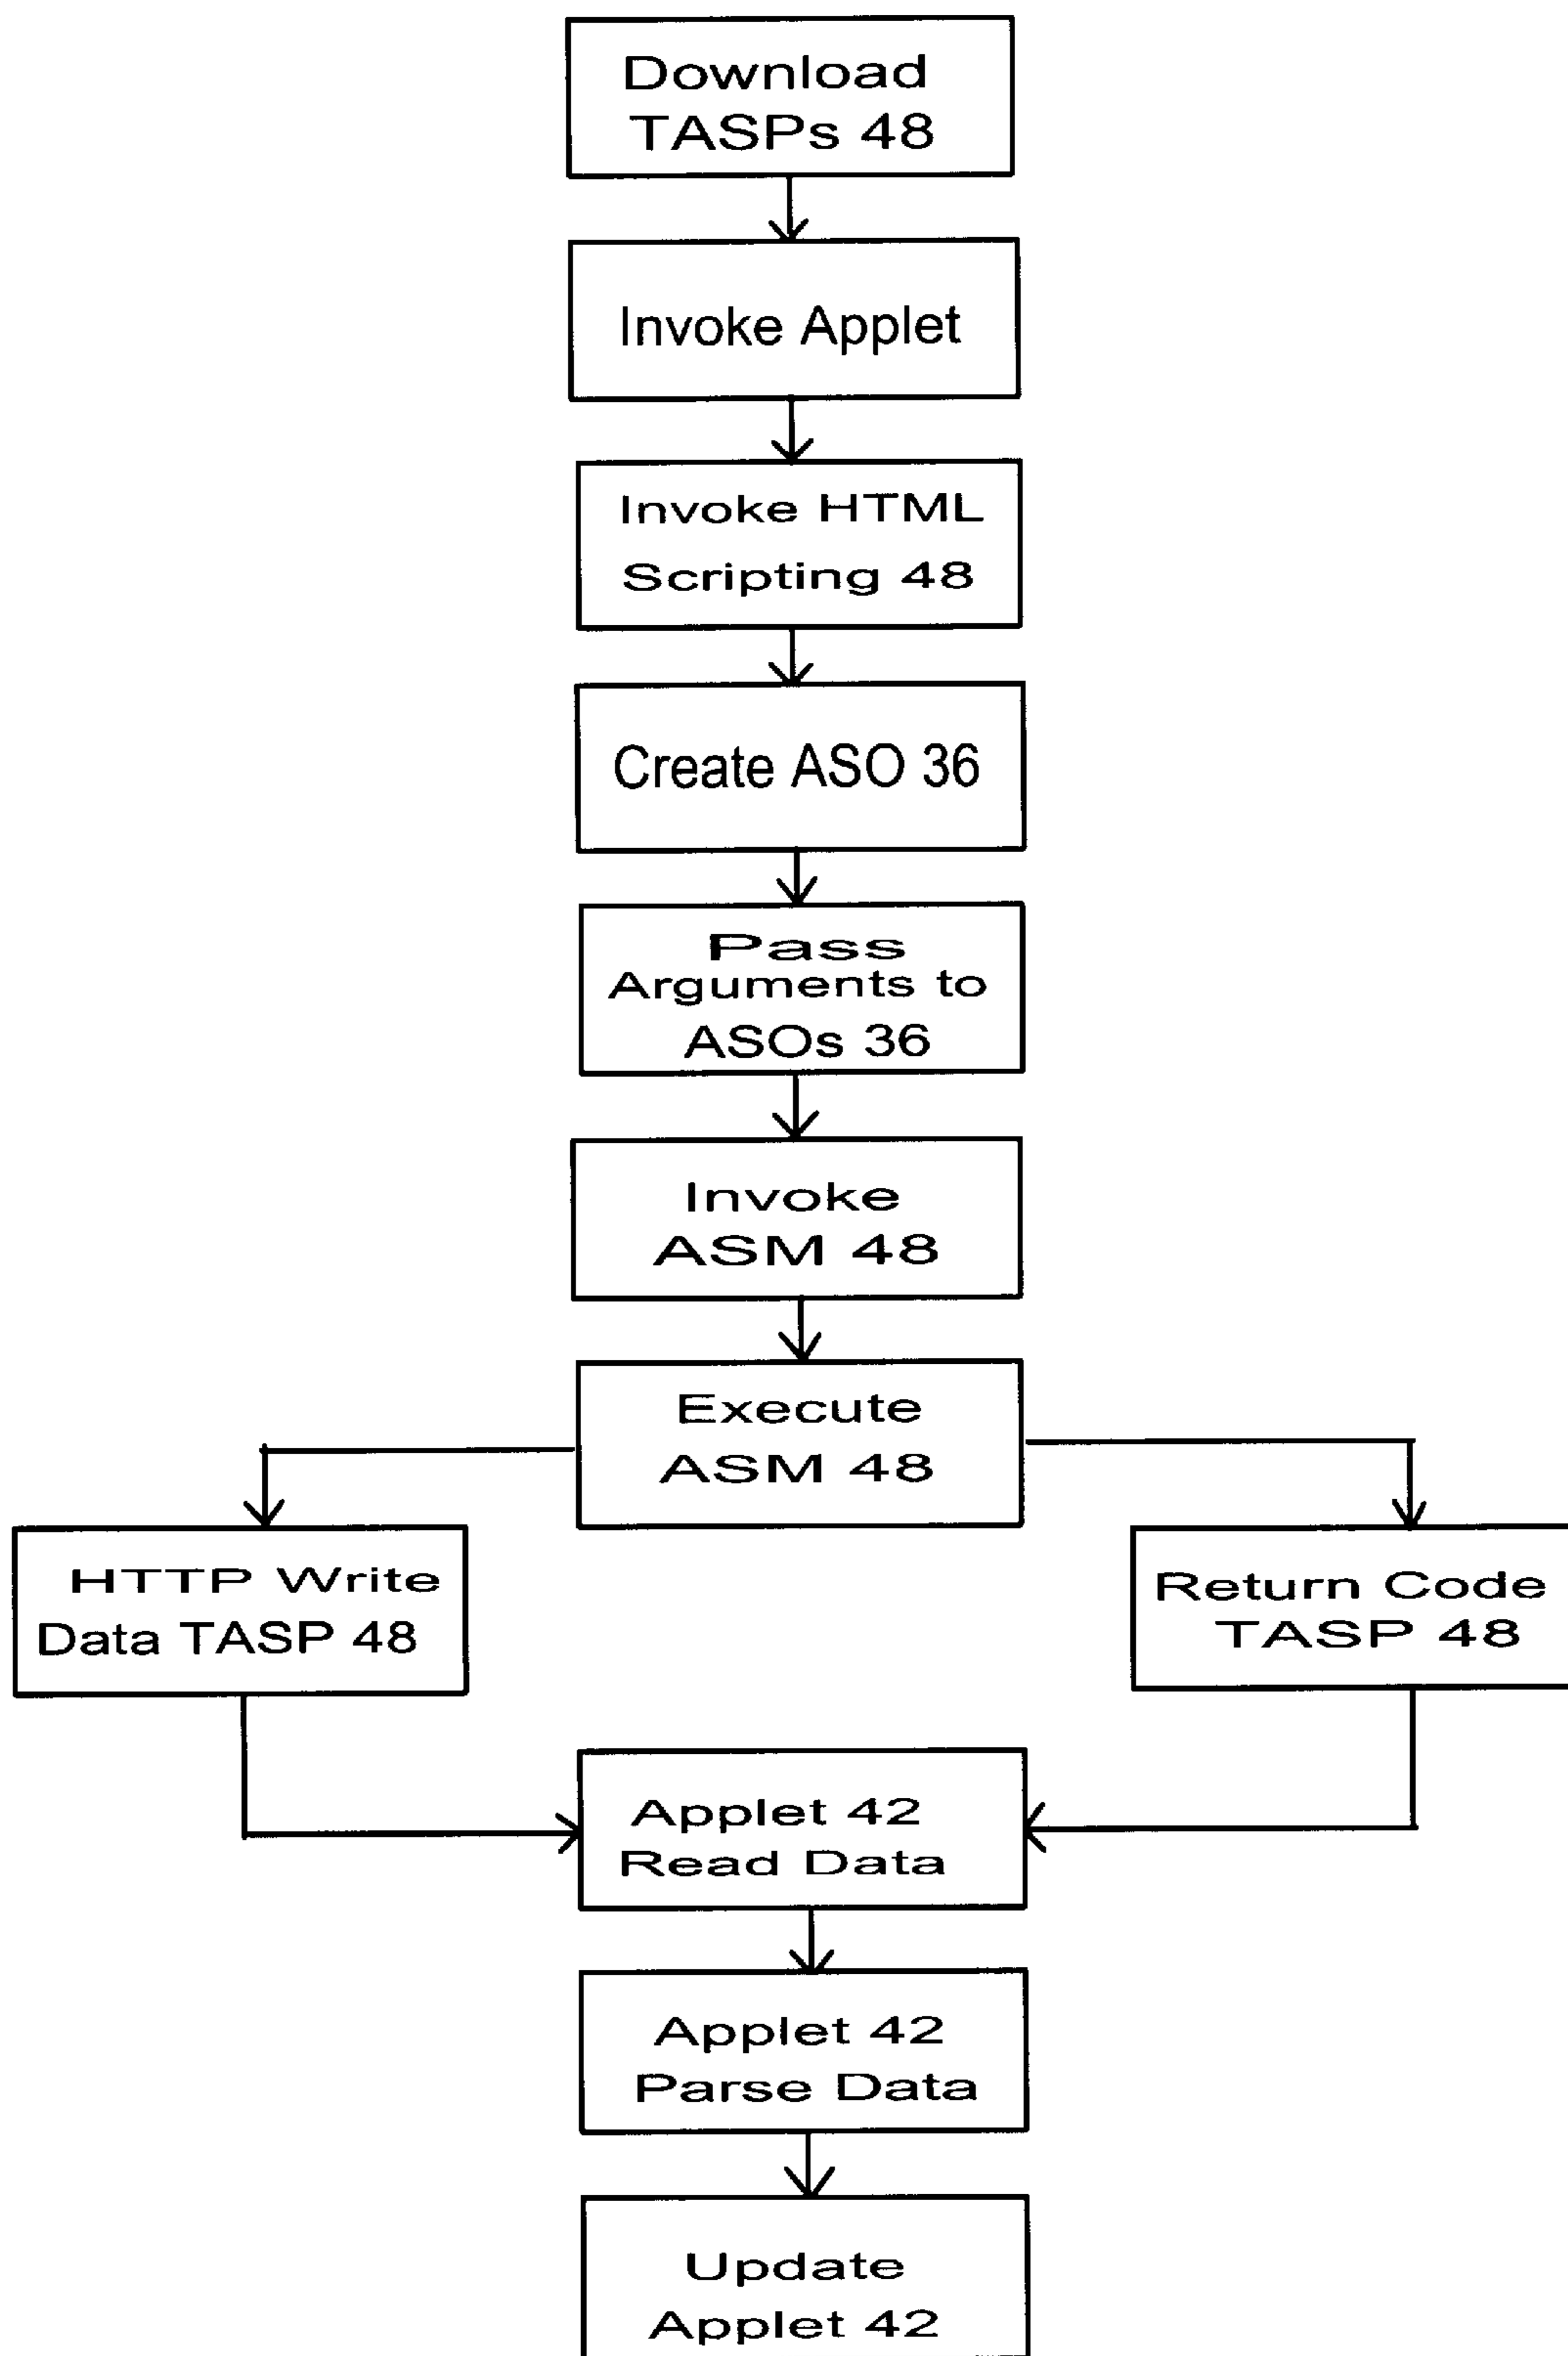 Download
TASPs 48
Invoke Applet
Invoke HTML
Scripting 48
Create ASO 36
Pass
Arguments to
ASOs 36
Invoke
ASM 48
Execute
ASM 48
HTTP Write
Data TASP 48
Return Code
TASP 48
Applet 42
Read Data
Applet 42
Parse Data
Update
Applet 42